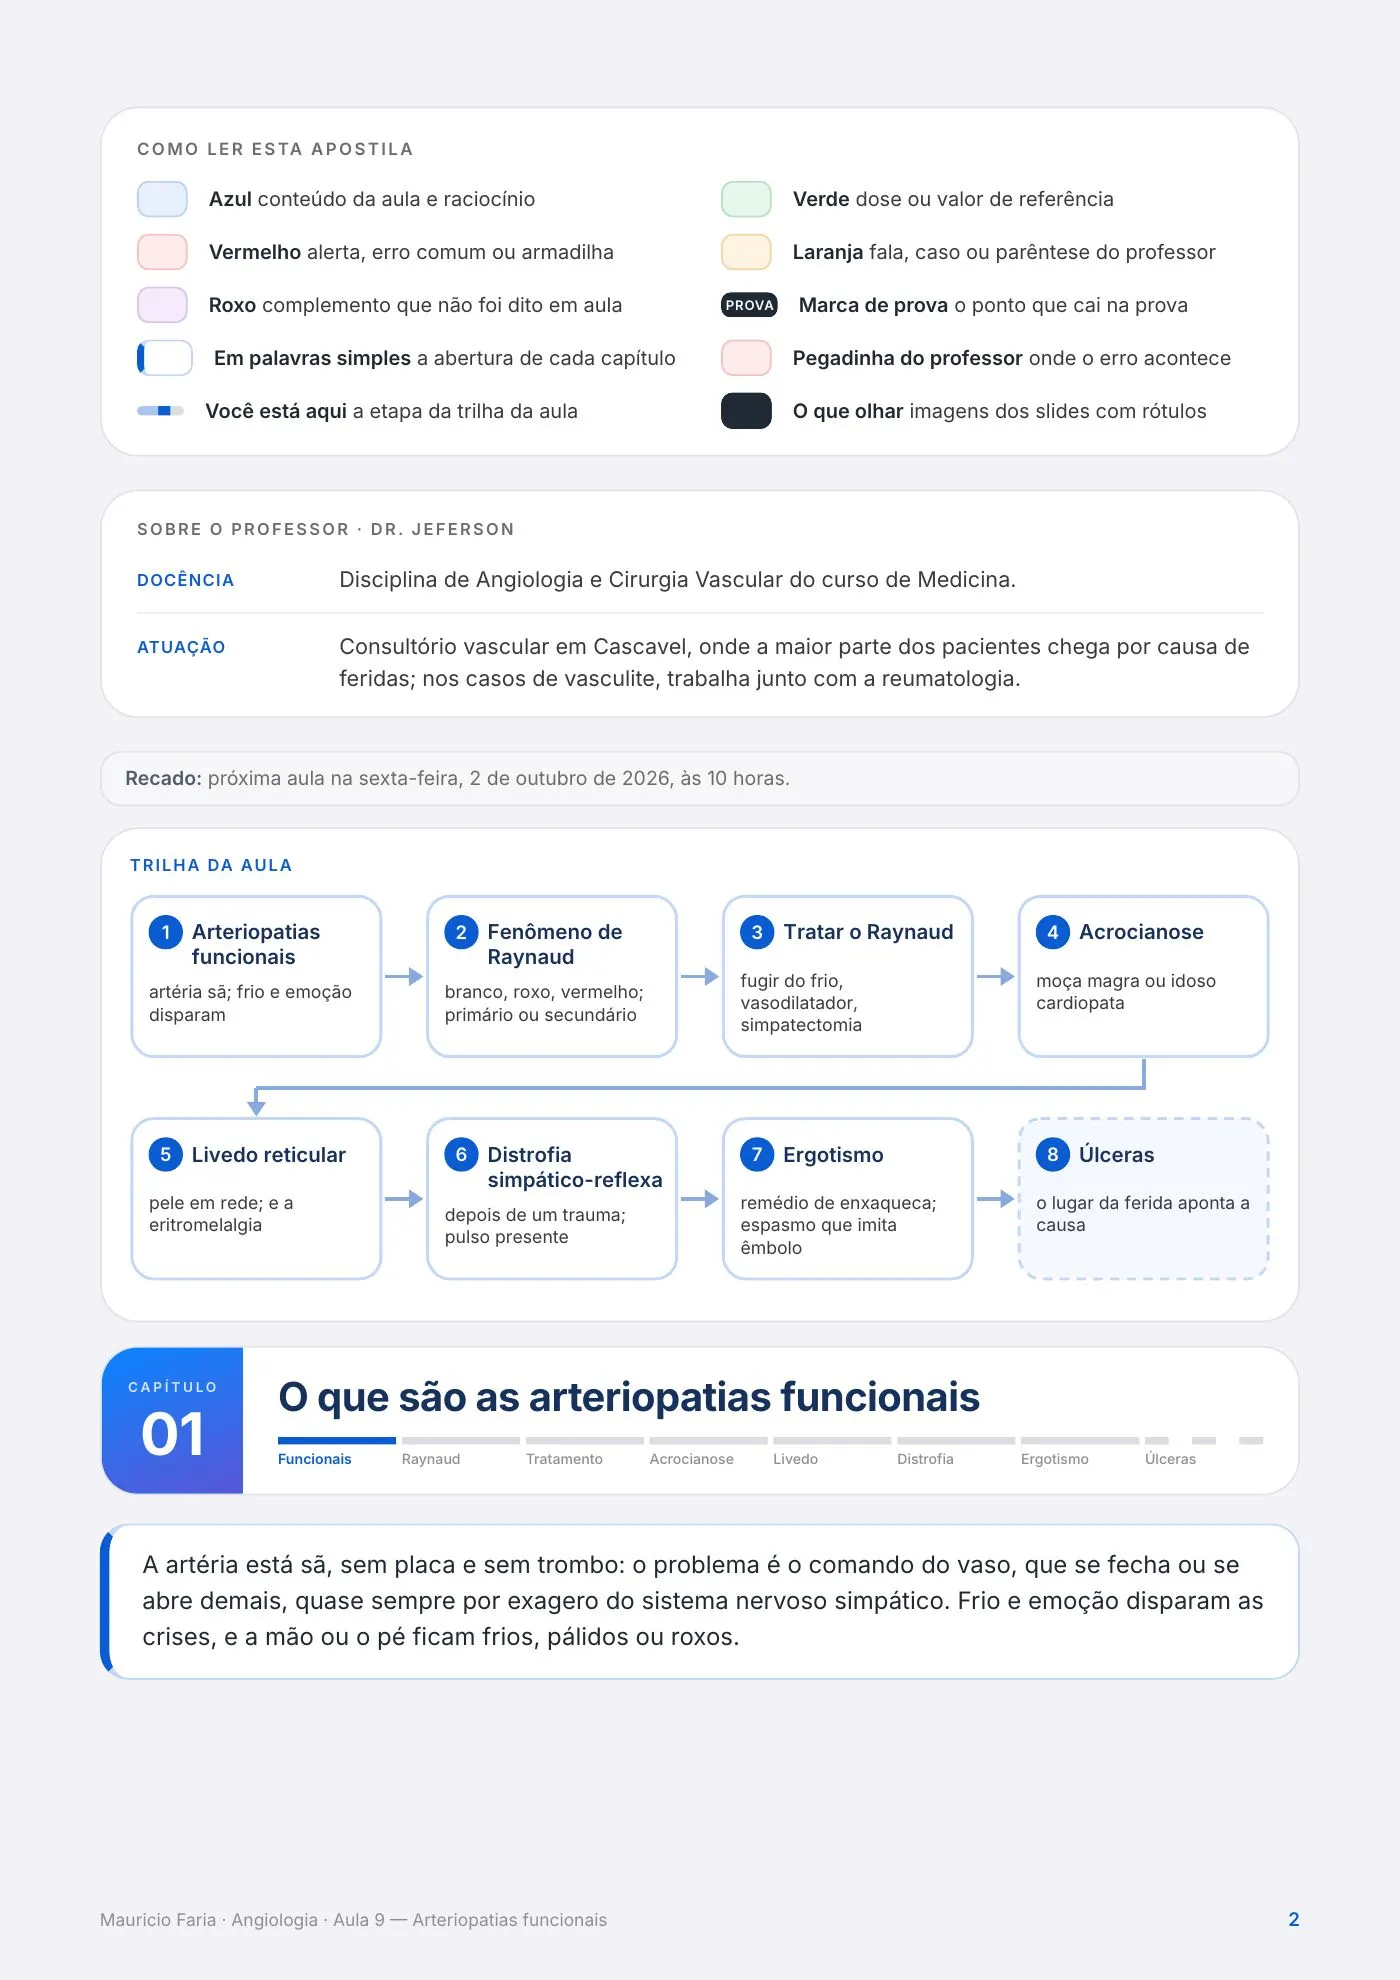 COMO LER ESTA APOSTILA
Azul conteúdo da aula e raciocínio
Verde dose ou valor de referência
Vermelho alerta, erro comum ou armadilha
Laranja fala, caso ou parêntese do professor
Roxo complemento que não foi dito em aula
PROVA Marca de prova o ponto que cai na prova
Em palavras simples a abertura de cada capítulo
Pegadinha do professor onde o erro acontece
Você está aqui a etapa da trilha da aula
O que olhar imagens dos slides com rótulos
SOBRE O PROFESSOR · DR. JEFERSON
DOCÊNCIA
Disciplina de Angiologia e Cirurgia Vascular do curso de Medicina.
ATUAÇÃO
Consultório vascular em Cascavel, onde a maior parte dos pacientes chega por causa de
feridas; nos casos de vasculite, trabalha junto com a reumatologia.
Recado: próxima aula na sexta-feira, 2 de outubro de 2026, às 10 horas.
TRILHA DA AULA
1 Arteriopatias
funcionais
artéria sã; frio e emoção
disparam
2 Fenômeno de
Raynaud
branco, roxo, vermelho;
primário ou secundário
3 Tratar o Raynaud
fugir do frio,
vasodilatador,
simpatectomia
4 Acrocianose
moça magra ou idoso
cardiopata
5 Livedo reticular
pele em rede; e a
eritromelalgia
6 Distrofia
simpático-reflexa
depois de um trauma;
pulso presente
7 Ergotismo
remédio de enxaqueca;
espasmo que imita
êmbolo
8 Úlceras
o lugar da ferida aponta a
causa
CAPÍTULO
01
O que são as arteriopatias funcionais
Funcionais Raynaud Tratamento Acrocianose Livedo Distrofia Ergotismo Úlceras
A artéria está sã, sem placa e sem trombo: o problema é o comando do vaso, que se fecha ou se
abre demais, quase sempre por exagero do sistema nervoso simpático. Frio e emoção disparam as
crises, e a mão ou o pé ficam frios, pálidos ou roxos.
Mauricio Faria · Angiologia · Aula 9 — Arteriopatias funcionais
2